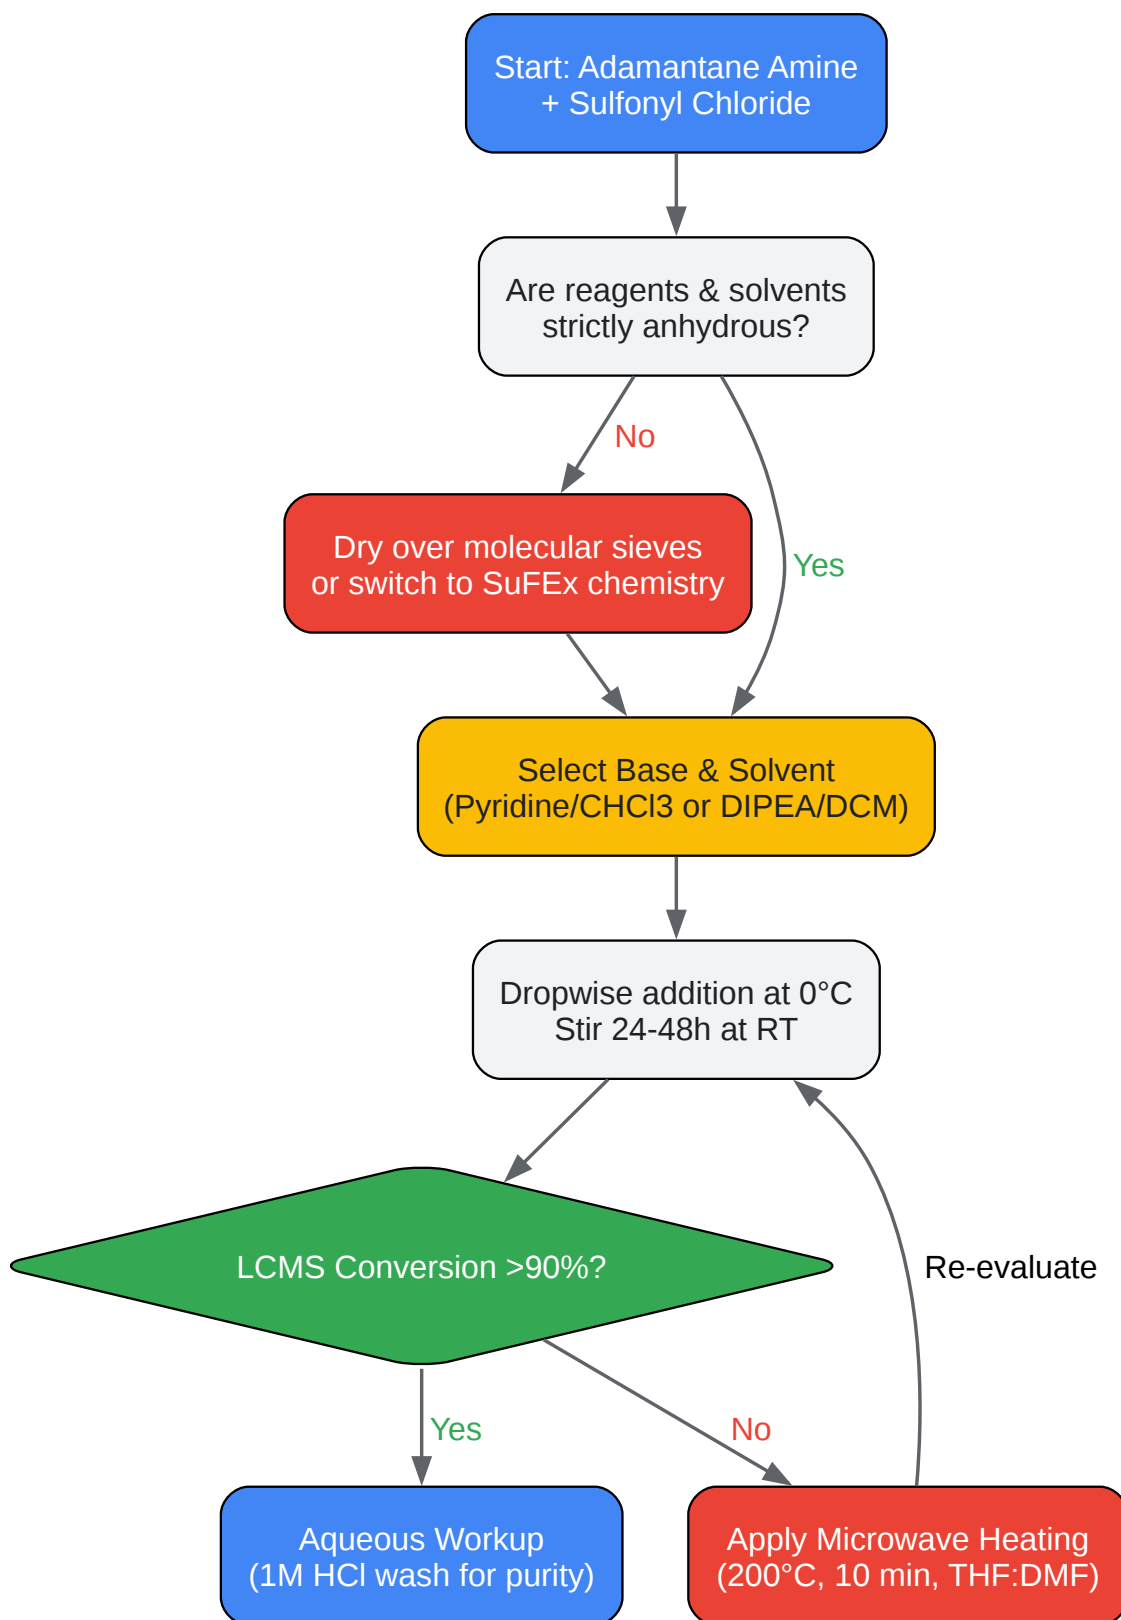 Start: Adamantane Amine
+ Sulfonyl Chloride
Are reagents & solvents
strictly anhydrous?
No
Yes
Dry over molecular sieves
or switch to SuFEx chemistry
Select Base & Solvent
(Pyridine/CHCl3 or DIPEA/DCM)
Dropwise addition at 0°C
Stir 24-48h at RT
LCMS Conversion >90%?
Re-evaluate
Yes
No
Aqueous Workup
(1M HCl wash for purity)
Apply Microwave Heating
(200°C, 10 min, THF:DMF)